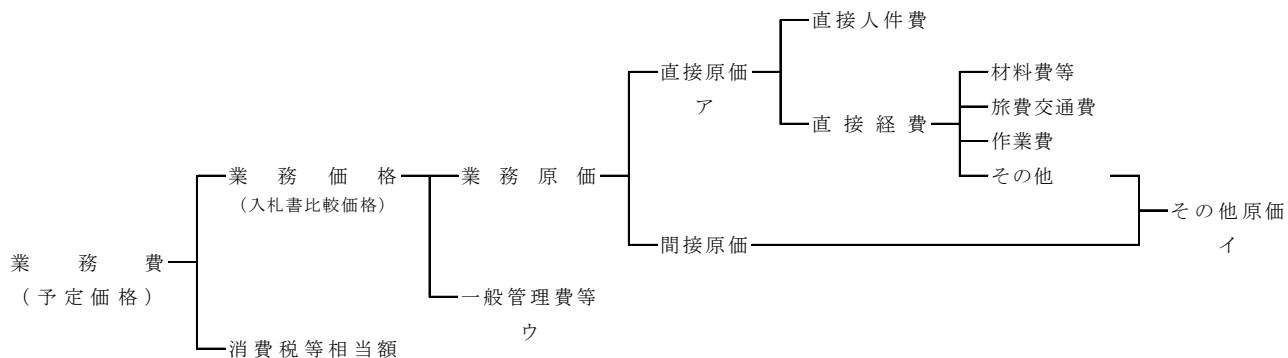 直接人件費
直接原価
ア
材料費等
旅費交通費
直接経費
作業費
業務価格
(入札書比較価格)
業務原価
その他
その他原価
イ
間接原価
業務費
(予定価格)
一般管理費等
ウ
消費税等相当額